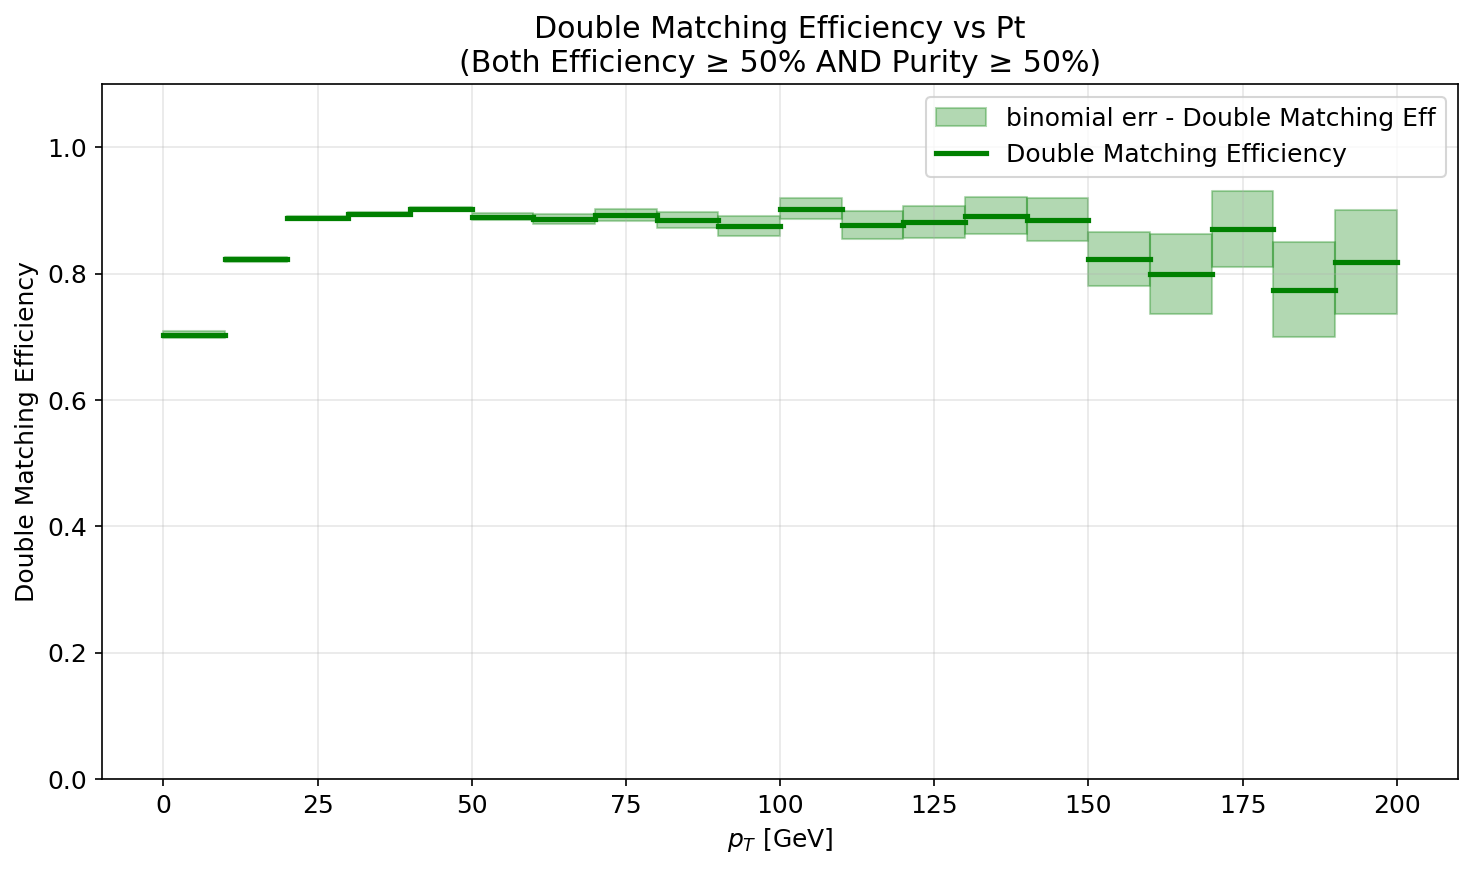 Double Matching Efficiency vs Pt
(Both Efficiency ≥ 50% AND Purity ≥ 50%)
binomial err - Double Matching Eff
Double Matching Efficiency
Double Matching Efficiency
1.0
0.8
0.6
0.4
0.2
0.0
0 25 50 75 100 125 150 175 200
p_T [GeV]